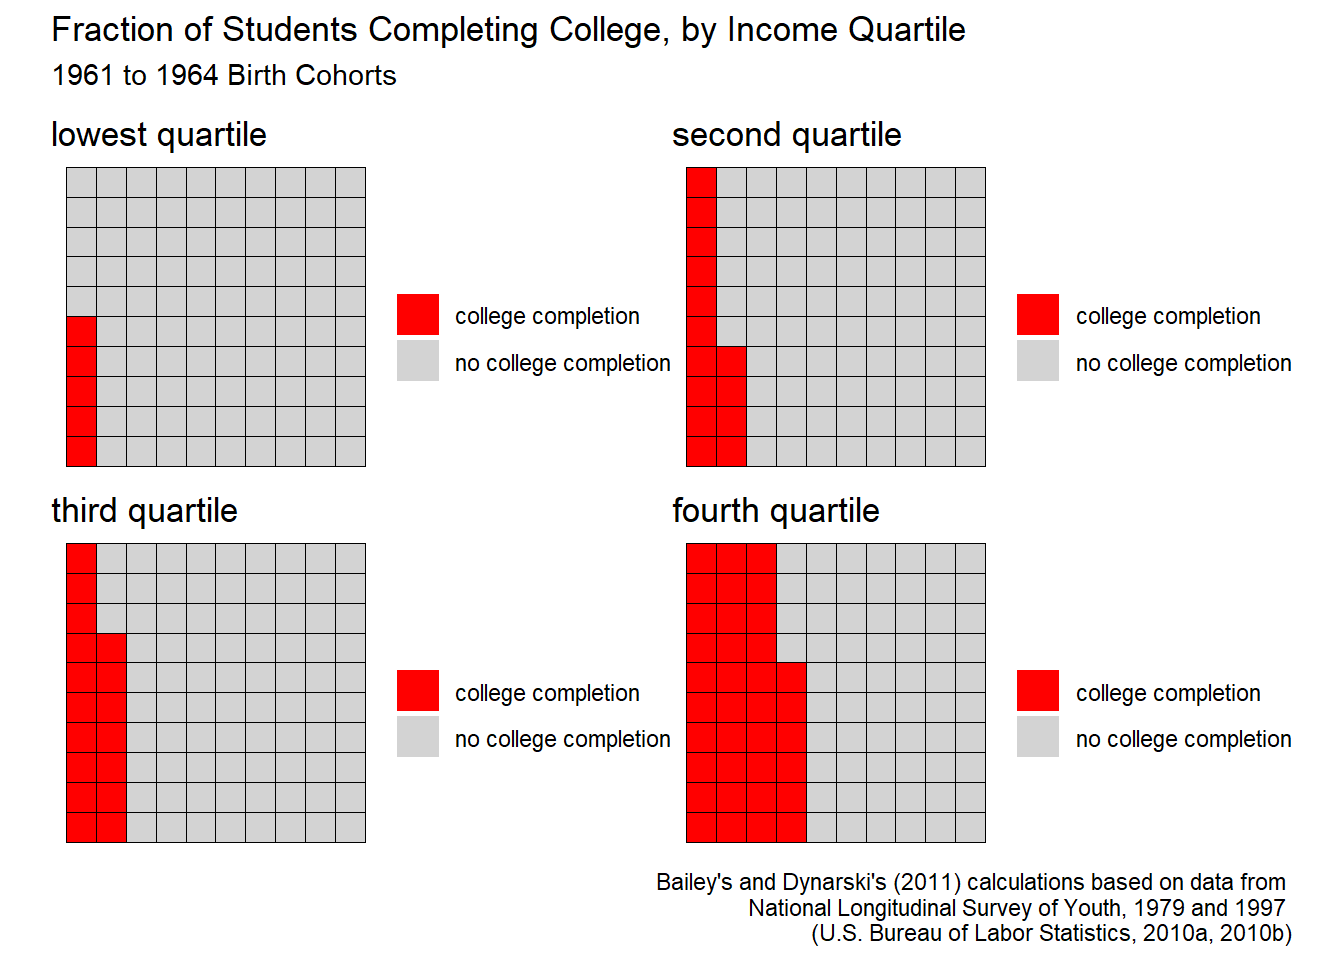 Fraction of Students Completing College, by Income Quartile
1961 to 1964 Birth Cohorts
lowest quartile
college completion
no college completion
second quartile
college completion
no college completion
third quartile
college completion
no college completion
fourth quartile
college completion
no college completion
Bailey's and Dynarski's (2011) calculations based on data from
National Longitudinal Survey of Youth, 1979 and 1997
(U.S. Bureau of Labor Statistics, 2010a, 2010b)